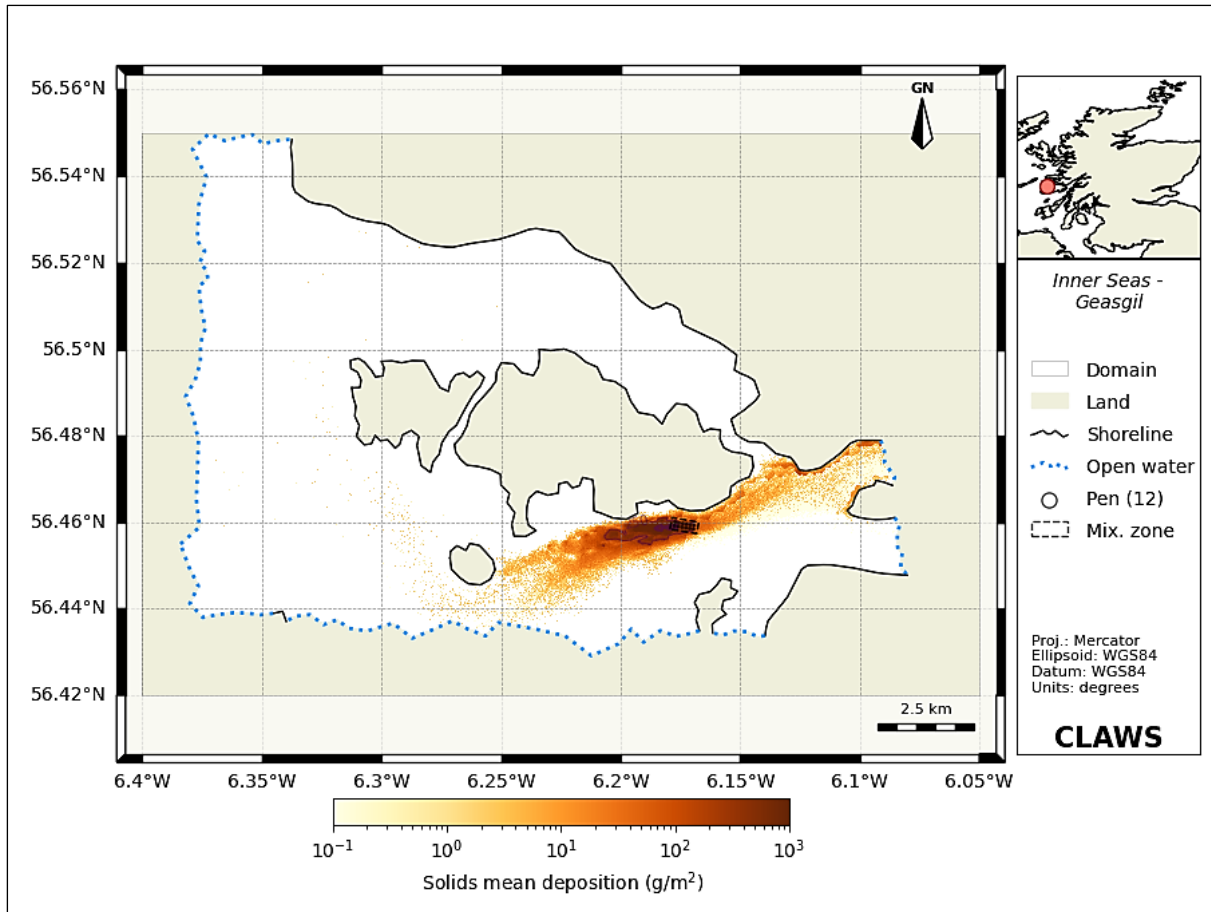 56.56°N
56.54°N
56.52°N
56.5°N
56.48°N
56.46°N
56.44°N
56.42°N
6.4°W
6.35°W
6.3°W
6.25°W
6.2°W
6.15°W
6.1°W
6.05°W
GN
2.5 km
Inner Seas -
Geasgil
Domain
Land
Shoreline
Open water
Pen (12)
Mix. zone
Proj.: Mercator
Ellipsoid: WGS84
Datum: WGS84
Units: degrees
CLAWS
10⁻¹
10⁰
10¹
10²
10³
Solids mean deposition (g/m²)